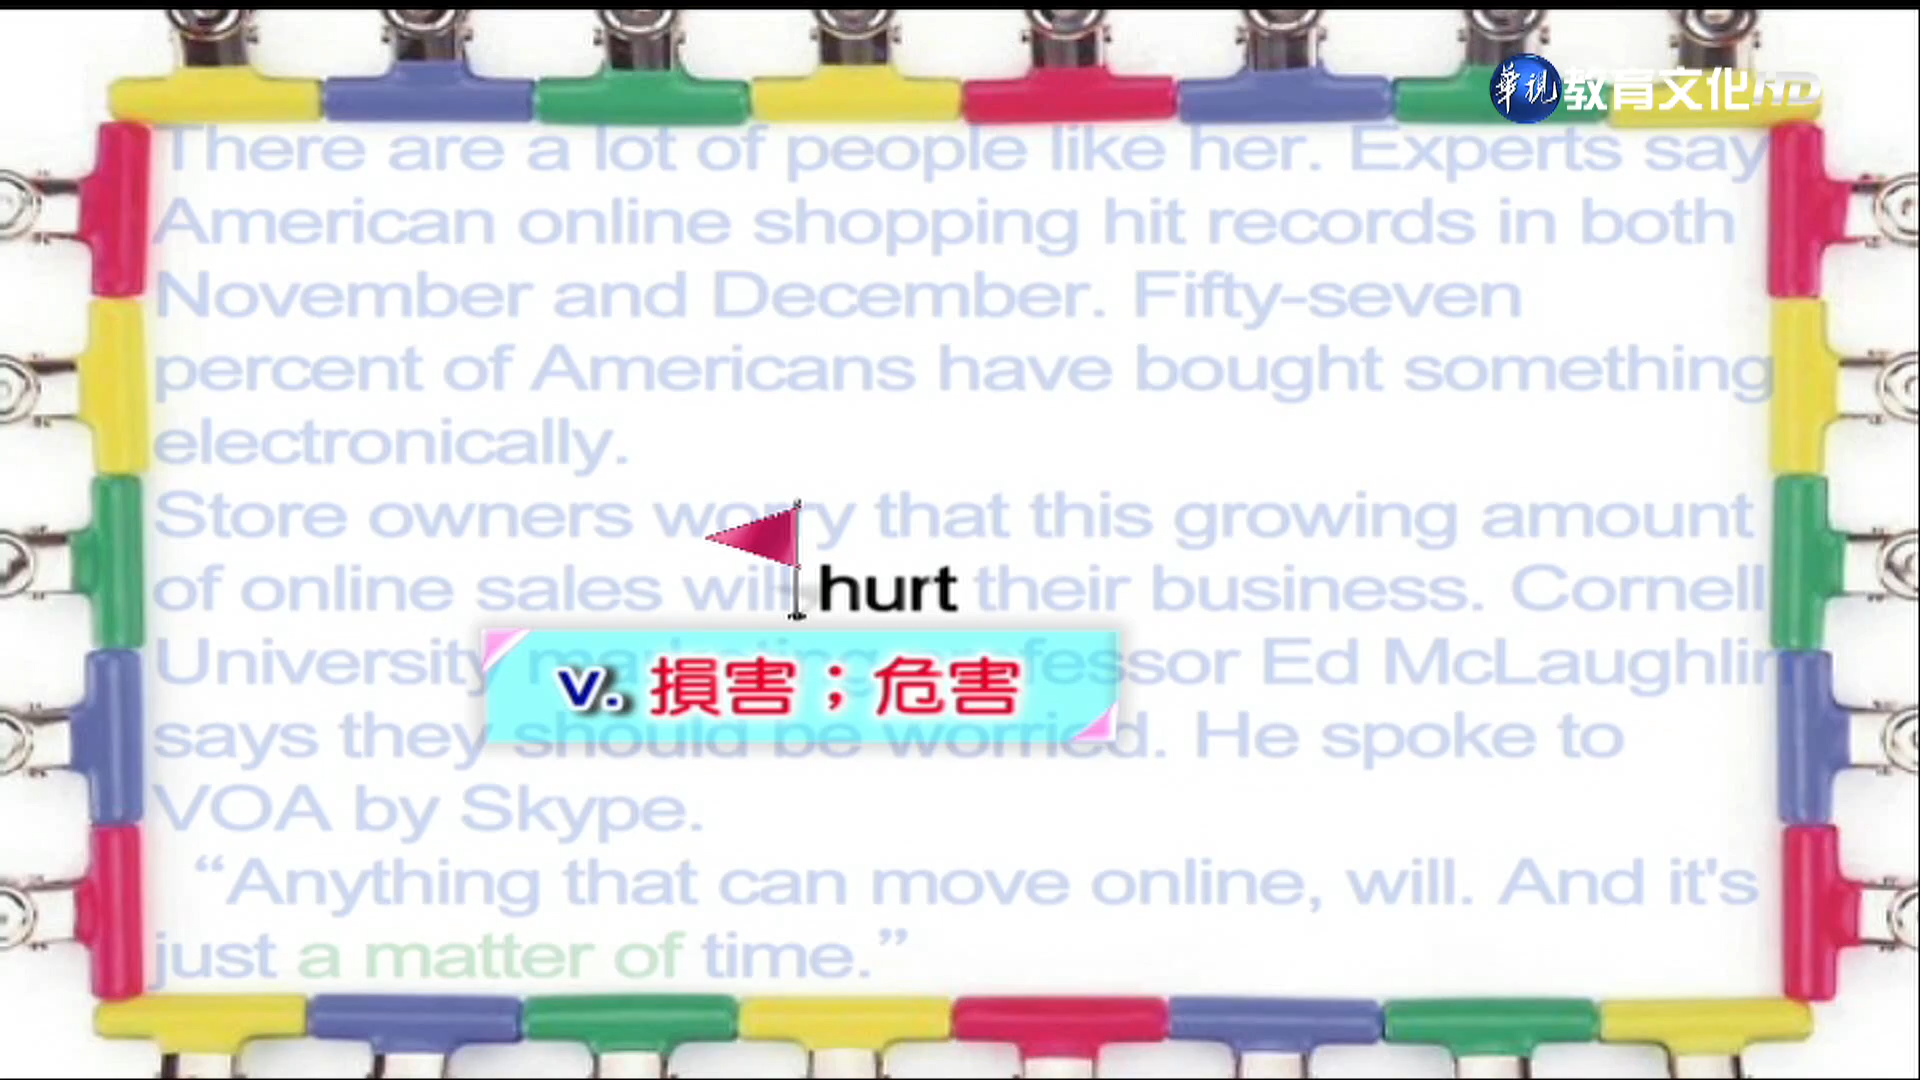 華視 教育文化HD
There are a lot of people like her. Experts say
American online shopping hit records in both
November and December. Fifty-seven
percent of Americans have bought something
electronically.
Store owners worry that this growing amount
of online sales will hurt their business. Cornell
University marketing professor Ed McLaughlin
v. 損害；危害
says they should be worried. He spoke to
VOA by Skype.
“Anything that can move online, will. And it's
just a matter of time.”